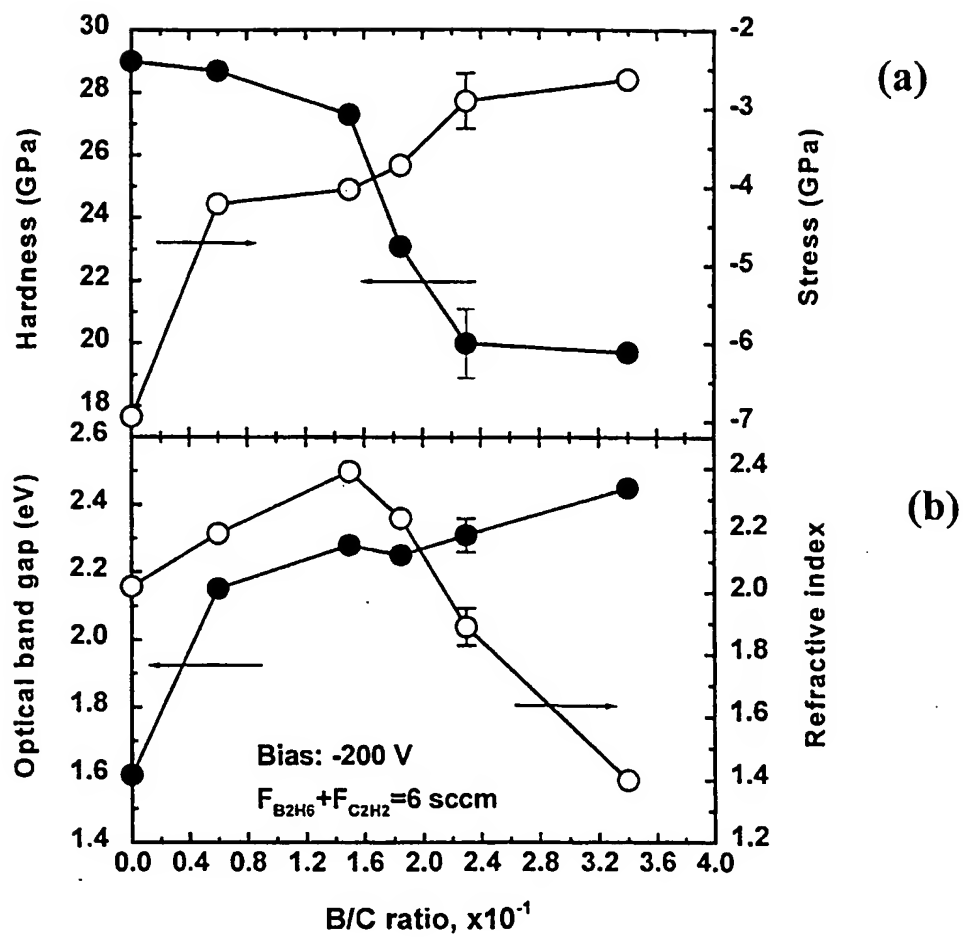 30
28
26
24
22
20
18
Hardness (GPa)
-2
-3
-4
-5
-6
-7
Stress (GPa)
(a)
2.6
2.4
2.2
2.0
1.8
1.6
1.4
Optical band gap (eV)
2.4
2.2
2.0
1.8
1.6
1.4
1.2
Refractive index
(b)
Bias: -200 V
F_B2H6+F_C2H2=6 sccm
0.0 0.4 0.8 1.2 1.6 2.0 2.4 2.8 3.2 3.6 4.0
B/C ratio, x10⁻¹